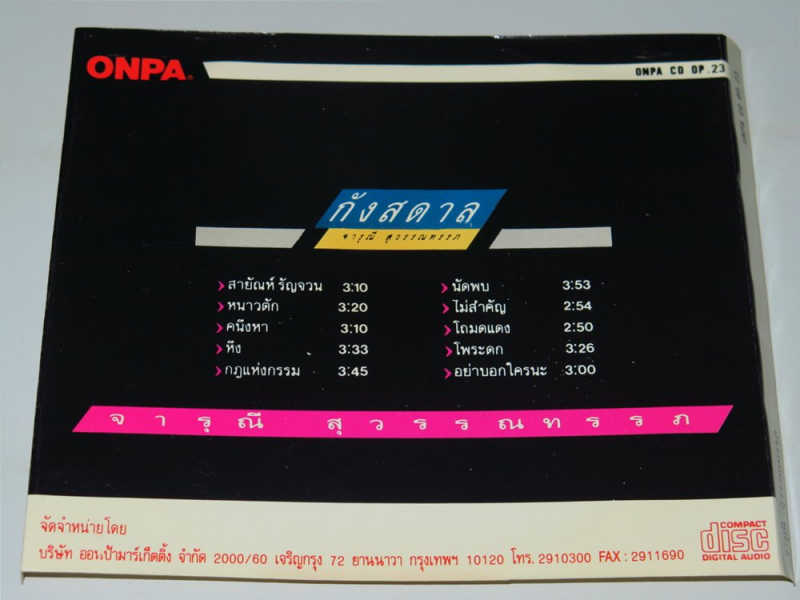 ONPA
ONPA CD OP.23
กังสดาล
จารุณี สุวรรณทรรภ
สายัณห์ รัญจวน 3:10
หนาวตัก 3:20
คนึงหา 3:10
หึง 3:33
กฎแห่งกรรม 3:45
นัดพบ 3:53
ไม่สำคัญ 2:54
โฉมดแดง 2:50
โพระดก 3:26
อย่าบอกใครนะ 3:00
จารุณี สุวรรณทรรภ
จัดจำหน่ายโดย
บริษัท ออนป้ามาร์เก็ตติ้ง จำกัด 2000/60 เจริญกรุง 72 ยานนาวา กรุงเทพฯ 10120 โทร. 2910300 FAX : 2911690
COMPACT
disc
DIGITAL AUDIO
ONPA CD OP.23